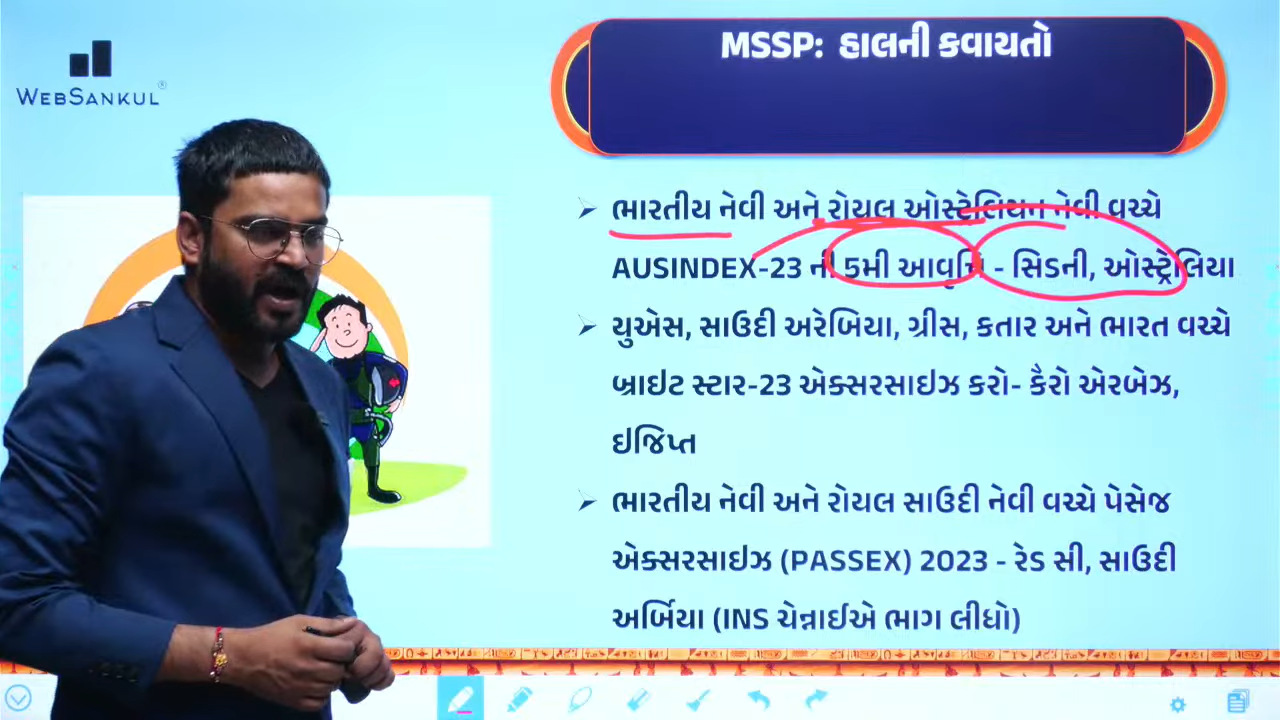 WEBSANKUL®
MSSP: હાલની કવાયતો
ભારતીય નેવી અને રોયલ ઓસ્ટ્રેલિયન નેવી વચ્ચે
AUSINDEX-23 ની 5મી આવૃત્તિ - સિડની, ઓસ્ટ્રેલિયા
યુએસ, સાઉદી અરેબિયા, ગ્રીસ, કતાર અને ભારત વચ્ચે
બ્રાઇટ સ્ટાર-23 એક્સરસાઇઝ કરો- કૈરો એરબેઝ,
ઇજિપ્ત
ભારતીય નેવી અને રોયલ સાઉદી નેવી વચ્ચે પેસેજ
એક્સરસાઇઝ (PASSEX) 2023 - રેડ સી, સાઉદી
અર્બિયા (INS ચેન્નાઈએ ભાગ લીધો)